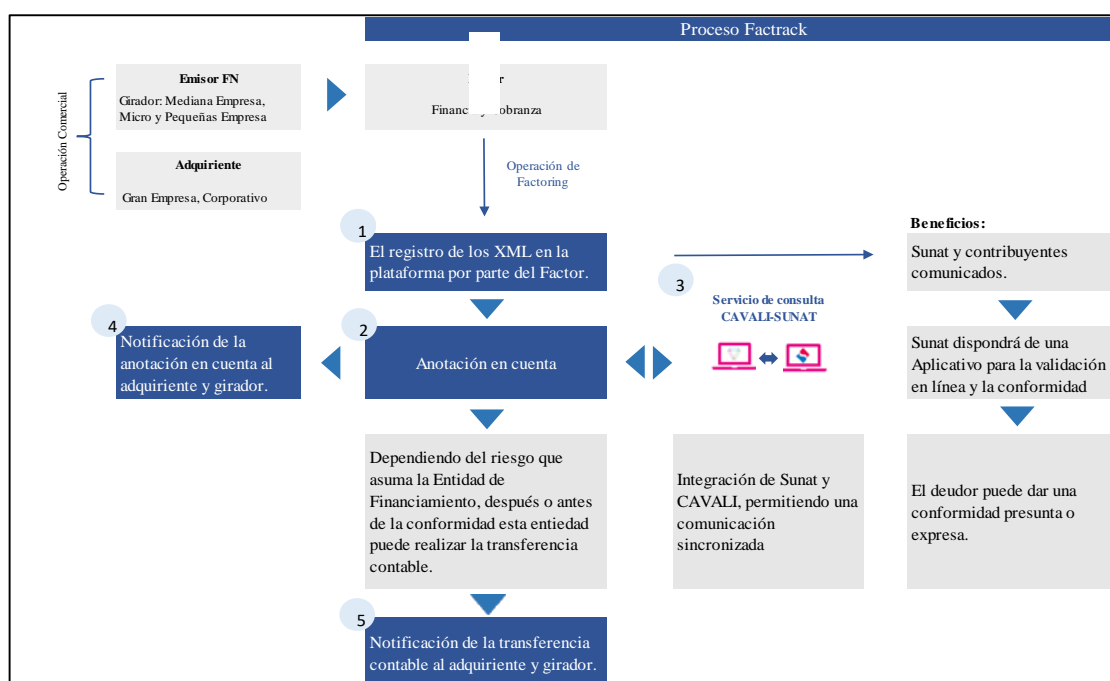 Proceso Factrack
Operación Comercial
Emisor FN
Girador: Mediana Empresa,
Micro y Pequeñas Empresa
Adquiriente
Gran Empresa, Corporativo
Operación de
Factoring
1
El registro de los XML en la
plataforma por parte del Factor.
2
Anotación en cuenta
3
Servicio de consulta
CAVALI-SUNAT
4
Notificación de la
anotación en cuenta al
adquiriente y girador.
Dependiendo del riesgo que
asuma la Entidad de
Financiamiento, después o antes
de la conformidad esta entiedad
puede realizar la transferencia
contable.
Integración de Sunat y
CAVALI, permitiendo una
comunicación
sincronizada
5
Notificación de la transferencia
contable al adquiriente y girador.
Beneficios:
Sunat y contribuyentes
comunicados.
Sunat dispondrá de una
Aplicativo para la validación
en línea y la conformidad
El deudor puede dar una
conformidad presunta o
expresa.